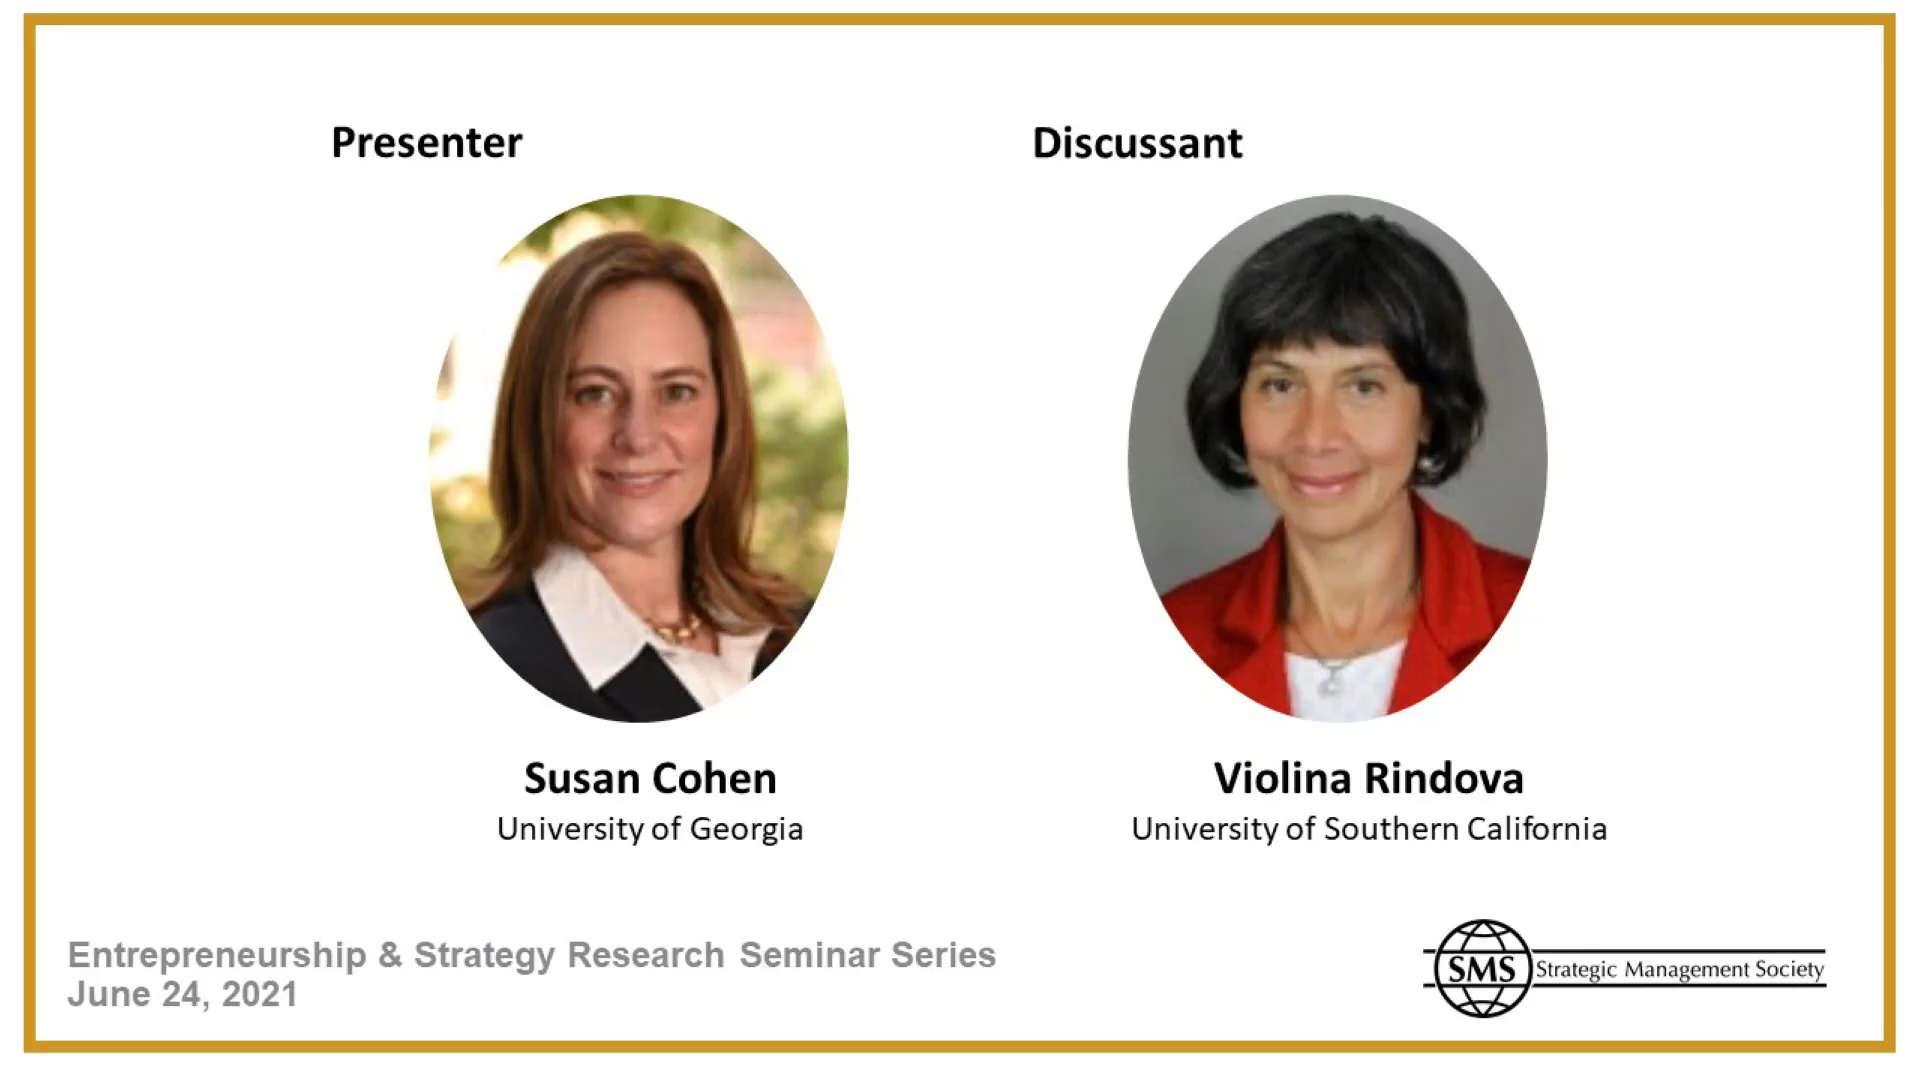 Presenter
Discussant
Susan Cohen
University of Georgia
Violina Rindova
University of Southern California
Entrepreneurship & Strategy Research Seminar Series
June 24, 2021
SMS Strategic Management Society